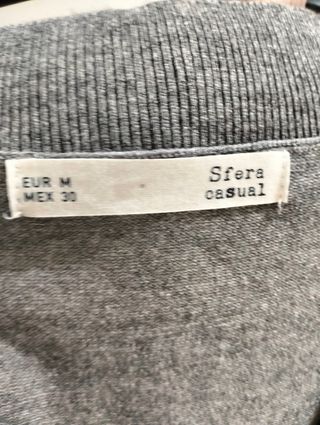 EUR M
MEX 30
Sfera
casual